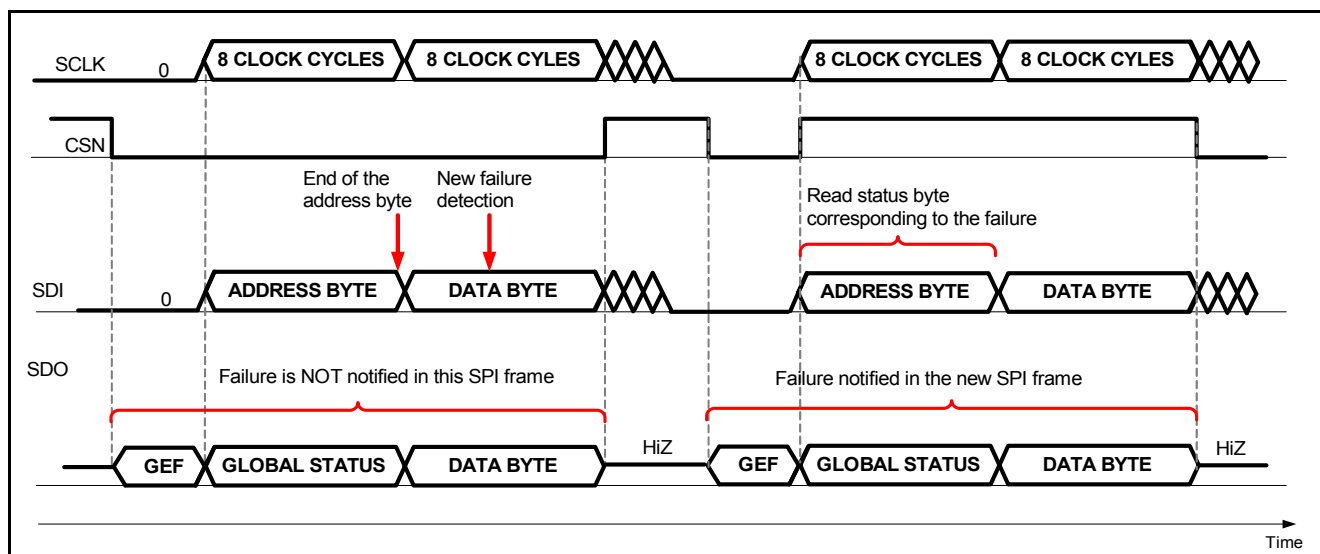 SCLK 0 8 CLOCK CYCLES 8 CLOCK CYLES 8 CLOCK CYCLES 8 CLOCK CYLES
CSN
End of the
address byte
New failure
detection
Read status byte
corresponding to the failure
SDI 0 ADDRESS BYTE DATA BYTE ADDRESS BYTE DATA BYTE
SDO
Failure is NOT notified in this SPI frame
Failure notified in the new SPI frame
GEF GLOBAL STATUS DATA BYTE HiZ GEF GLOBAL STATUS DATA BYTE HiZ
Time